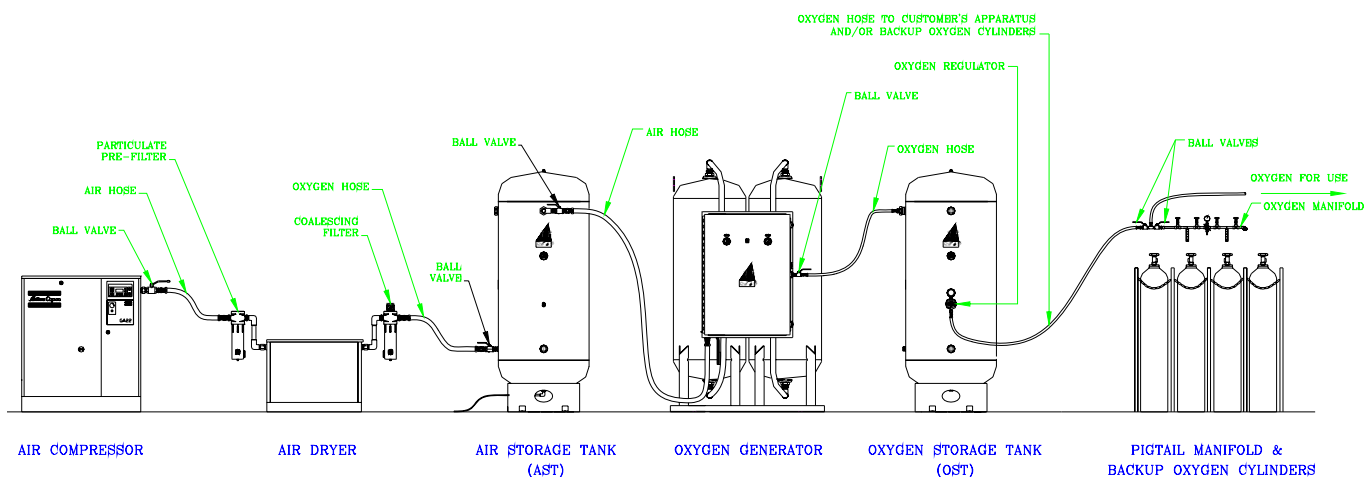 OXYGEN HOSE TO CUSTOMER'S APPARATUS
AND/OR BACKUP OXYGEN CYLINDERS
OXYGEN REGULATOR
BALL VALVE
PARTICULATE
PRE-FILTER
AIR HOSE
BALL VALVE
OXYGEN HOSE
COALESCING
FILTER
BALL
VALVE
BALL VALVE
AIR HOSE
OXYGEN HOSE
BALL VALVES
OXYGEN FOR USE
OXYGEN MANIFOLD
AIR COMPRESSOR
AIR DRYER
AIR STORAGE TANK
(AST)
OXYGEN GENERATOR
OXYGEN STORAGE TANK
(OST)
PIGTAIL MANIFOLD &
BACKUP OXYGEN CYLINDERS